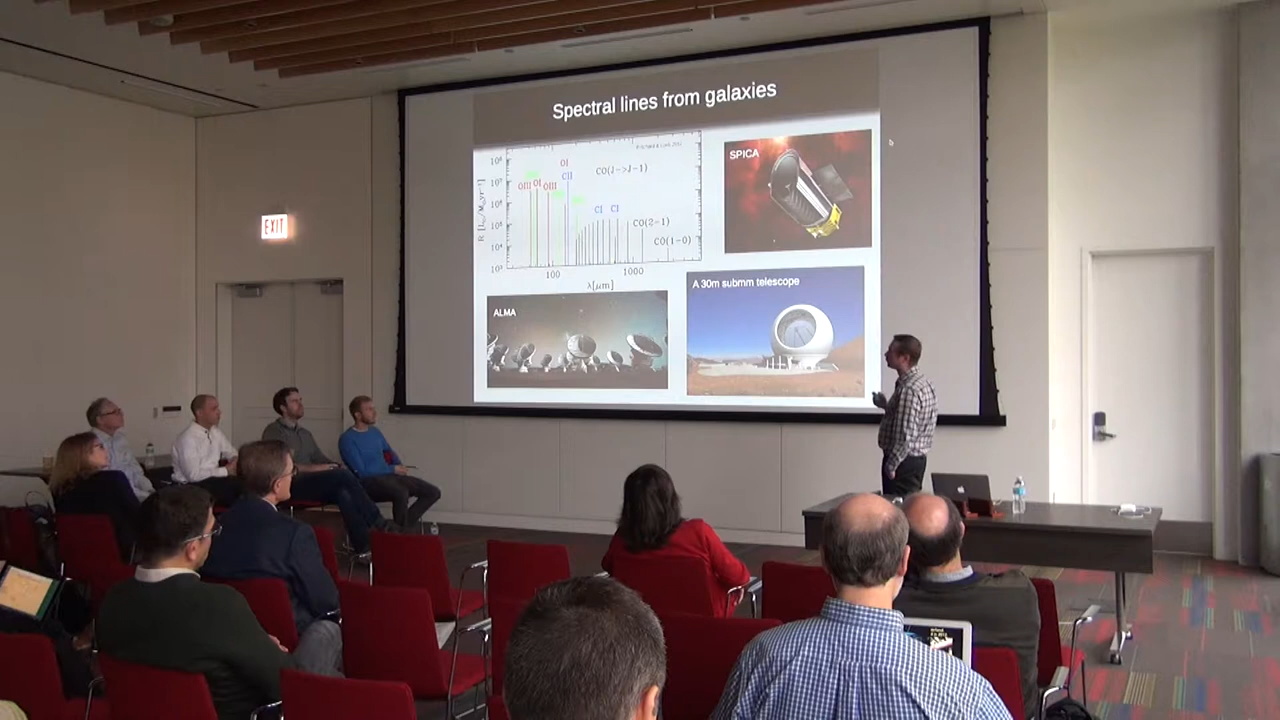 Spectral lines from galaxies
OI
OIII OI OIII CII
CO(J->J-1)
CI CI
CO(2-1)
CO(1-0)
100 1000
λ[μm]
SPICA
ALMA
A 30m submm telescope
EXIT